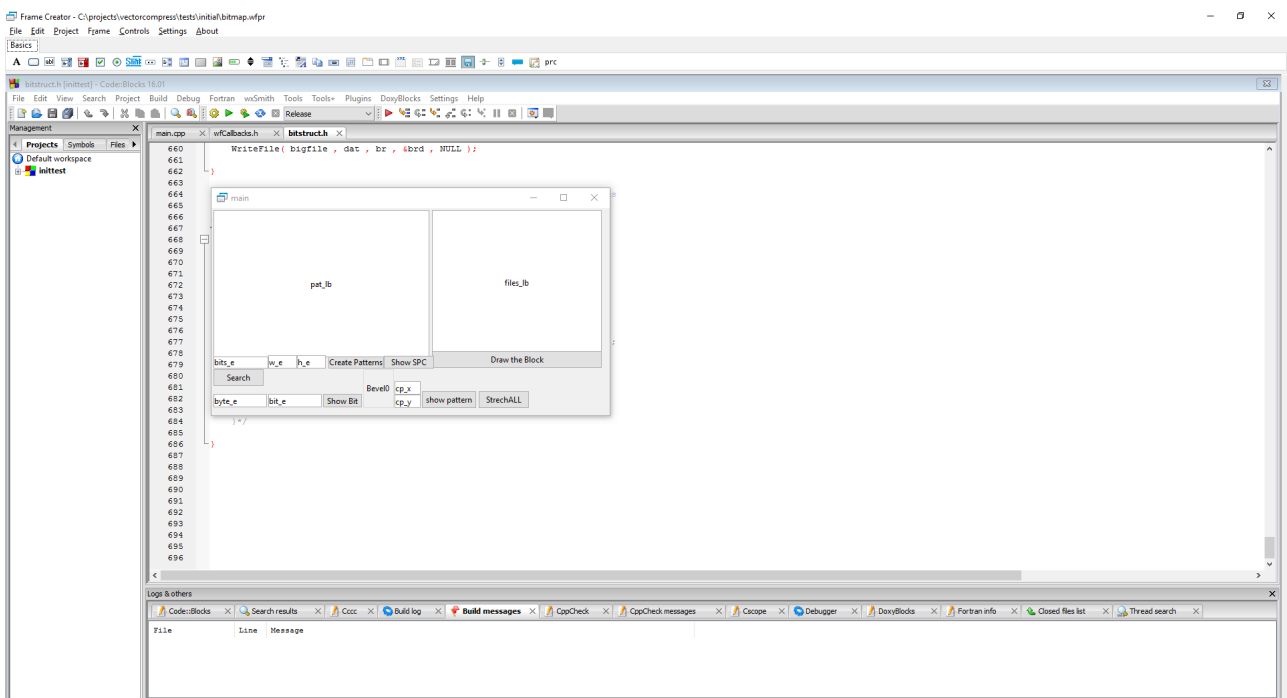 Frame Creator - C:\projects\vectorcompress\tests\initial\bitmap.wfpr
File Edit Project Frame Controls Settings About
Basics
A prc
bitstruct.h [inittest] - Code::Blocks 16.01
File Edit View Search Project Build Debug Fortran wxSmith Tools Tools+ Plugins DoxyBlocks Settings Help
Release
Management
Projects Symbols Files
Default workspace
inittest
main.cpp wfCallbacks.h bitstruct.h
660 WriteFile( bigfile , dat , br , &brd , NULL );
661
662 }
663
664
665
666
667
668
669
670
671
672
673
674
675
676
677
678
679
680
681
682
683
684 }*/
685
686 }
687
688
689
690
691
692
693
694
695
696
main
pat_lb files_lb
bits_e w_e h_e Create Patterns Show SPC Draw the Block
Search
Bevel0 cp_x
byte_e bit_e Show Bit cp_y show pattern StrechALL
Logs & others
Code::Blocks Search results Cccc Build log Build messages CppCheck CppCheck messages Cscope Debugger DoxyBlocks Fortran info Closed files list Thread search
File Line Message